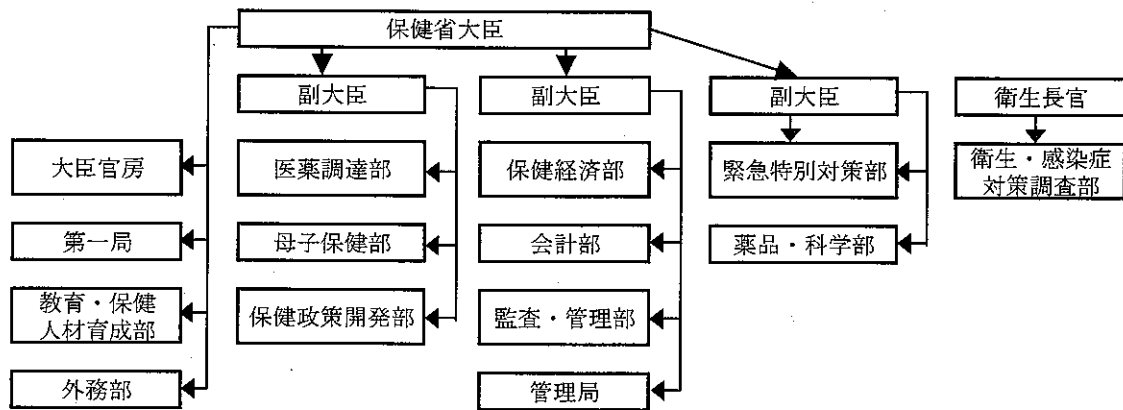 保健省大臣
副大臣
副大臣
副大臣
衛生長官
大臣官房
医薬調達部
保健経済部
緊急特別対策部
衛生・感染症
対策調査部
第一局
母子保健部
会計部
薬品・科学部
教育・保健
人材育成部
保健政策開発部
監査・管理部
外務部
管理局